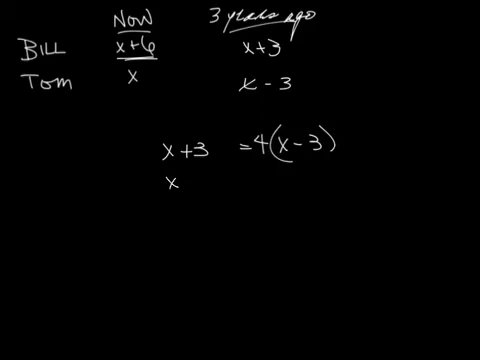 Now 3 years ago
BILL x+6 x+3
Tom x x-3
x+3 =4(x-3)
x